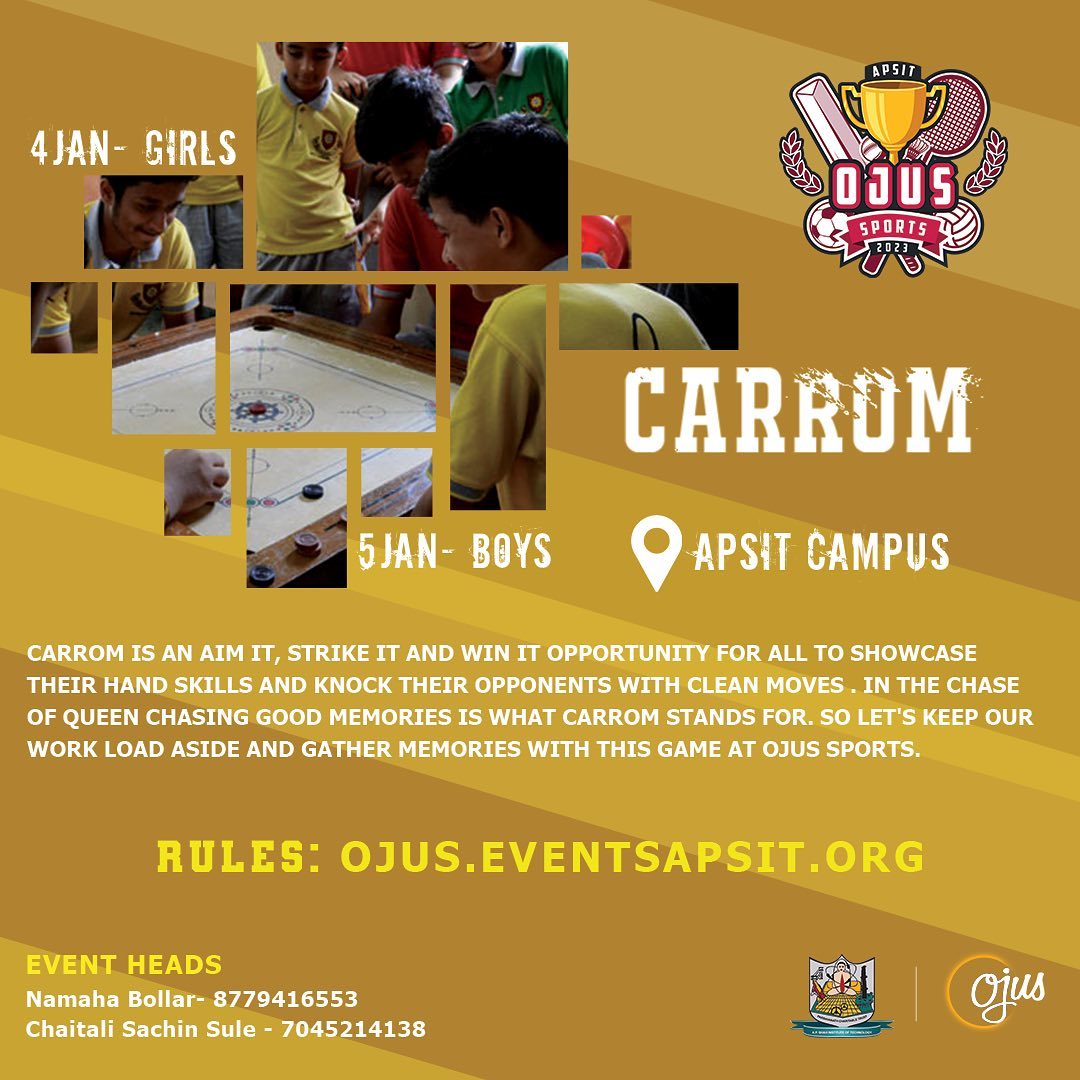 4JAN- GIRLS
APSIT
OJUS
SPORTS
2023
CARROM
5JAN- BOYS
APSIT CAMPUS
CARROM IS AN AIM IT, STRIKE IT AND WIN IT OPPORTUNITY FOR ALL TO SHOWCASE
THEIR HAND SKILLS AND KNOCK THEIR OPPONENTS WITH CLEAN MOVES . IN THE CHASE
OF QUEEN CHASING GOOD MEMORIES IS WHAT CARROM STANDS FOR. SO LET'S KEEP OUR
WORK LOAD ASIDE AND GATHER MEMORIES WITH THIS GAME AT OJUS SPORTS.
RULES: OJUS.EVENTSAPSIT.ORG
EVENT HEADS
Namaha Bollar- 8779416553
Chaitali Sachin Sule - 7045214138
A.P. SHAH INSTITUTE OF TECHNOLOGY
Ojus